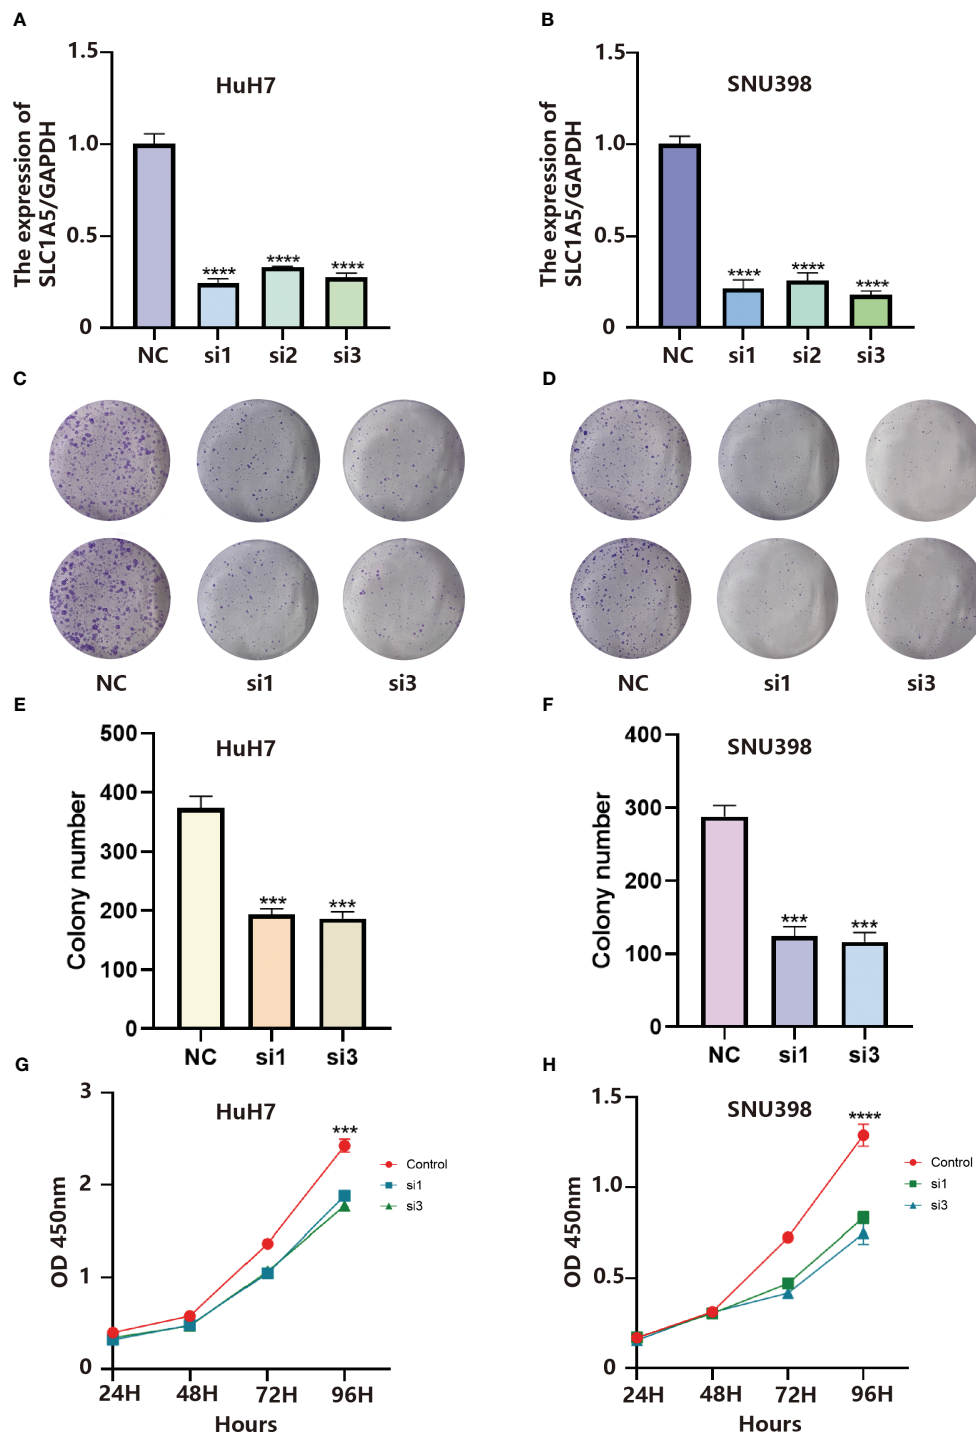 A
B
HuH7
SNU398
The expression of
SLC1A5/GAPDH
1.5
1.0
0.5
0
****
****
****
NC
si1
si2
si3
The expression of
SLC1A5/GAPDH
1.5
1.0
0.5
0
****
****
****
NC
si1
si2
si3
C
D
NC
si1
si3
NC
si1
si3
E
F
HuH7
Colony number
500
400
300
200
100
0
***
***
NC
si1
si3
SNU398
Colony number
400
300
200
100
0
***
***
NC
si1
si3
G
H
HuH7
OD 450nm
3
2
1
0
***
Control
si1
si3
24H
48H
72H
96H
Hours
SNU398
OD 450nm
1.5
1.0
0.5
0
****
Control
si1
si3
24H
48H
72H
96H
Hours